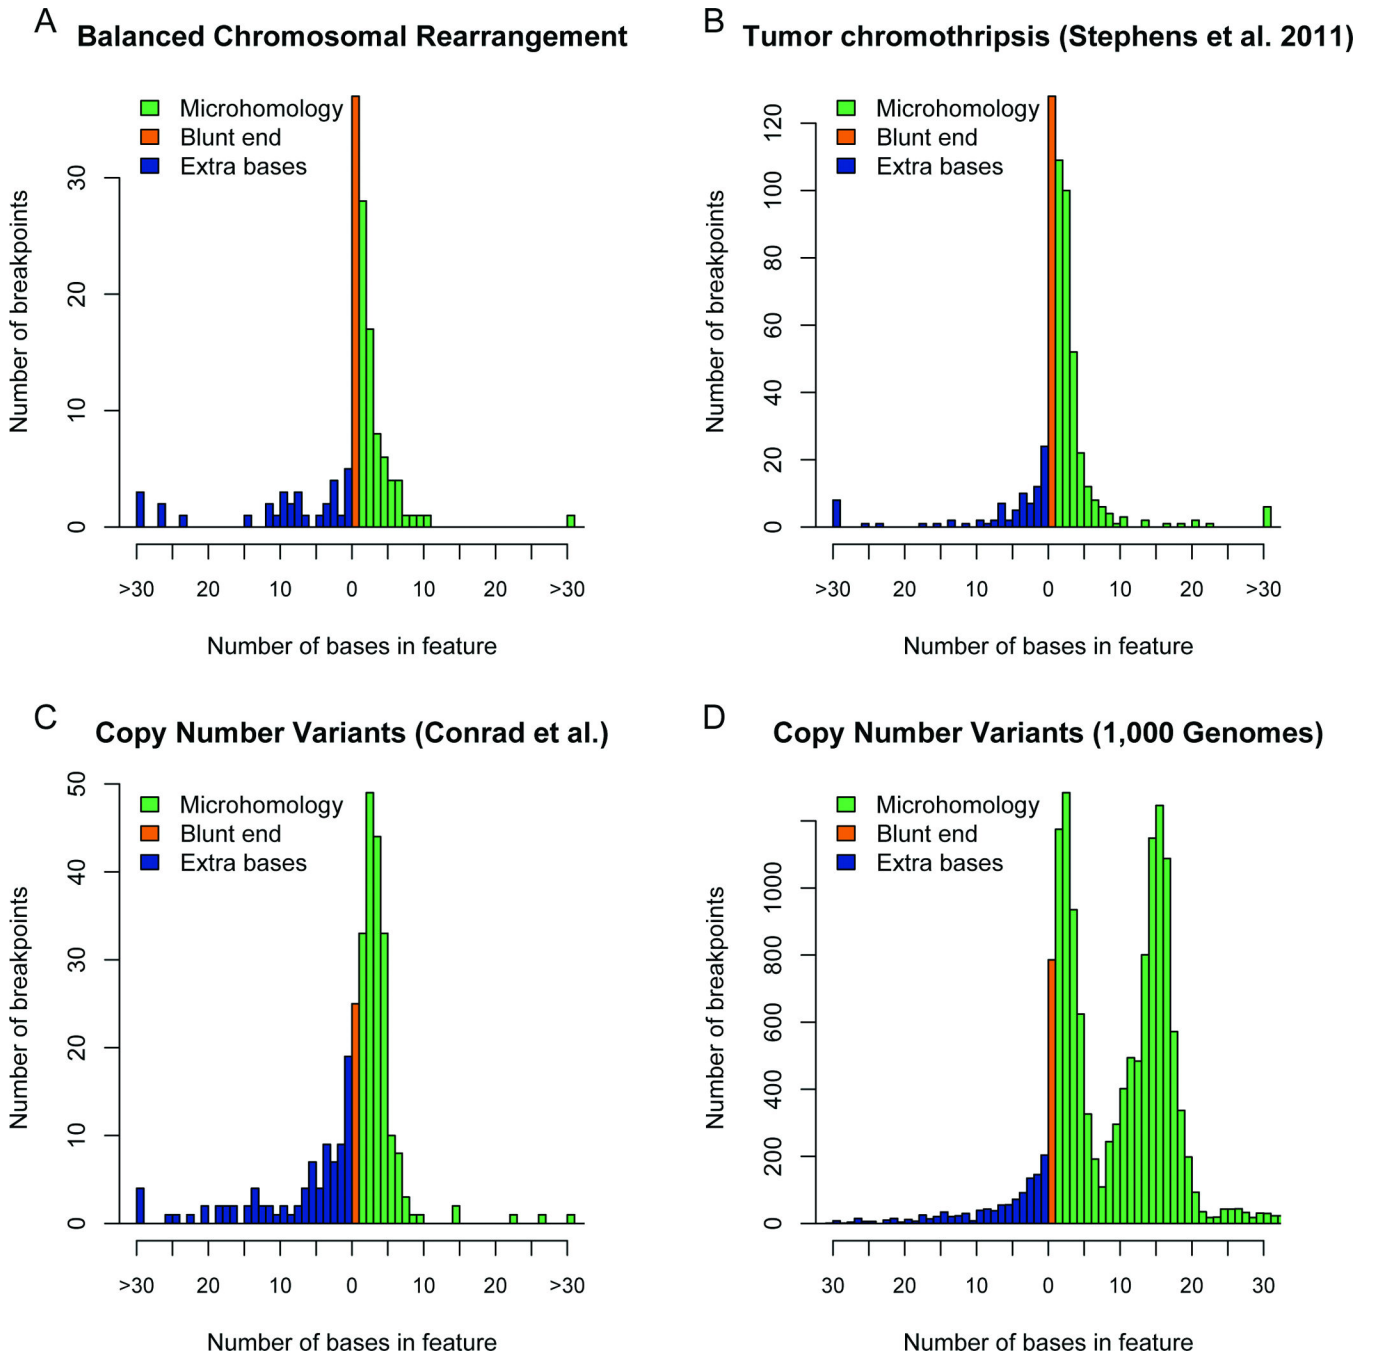 A
Balanced Chromosomal Rearrangement
Microhomology
Blunt end
Extra bases
Number of breakpoints
30
20
10
0
>30 20 10 0 10 20 >30
Number of bases in feature
B
Tumor chromothripsis (Stephens et al. 2011)
Microhomology
Blunt end
Extra bases
Number of breakpoints
120
100
80
60
40
20
0
>30 20 10 0 10 20 >30
Number of bases in feature
C
Copy Number Variants (Conrad et al.)
Microhomology
Blunt end
Extra bases
Number of breakpoints
50
40
30
20
10
0
>30 20 10 0 10 20 >30
Number of bases in feature
D
Copy Number Variants (1,000 Genomes)
Microhomology
Blunt end
Extra bases
Number of breakpoints
1000
800
600
400
200
0
30 20 10 0 10 20 30
Number of bases in feature